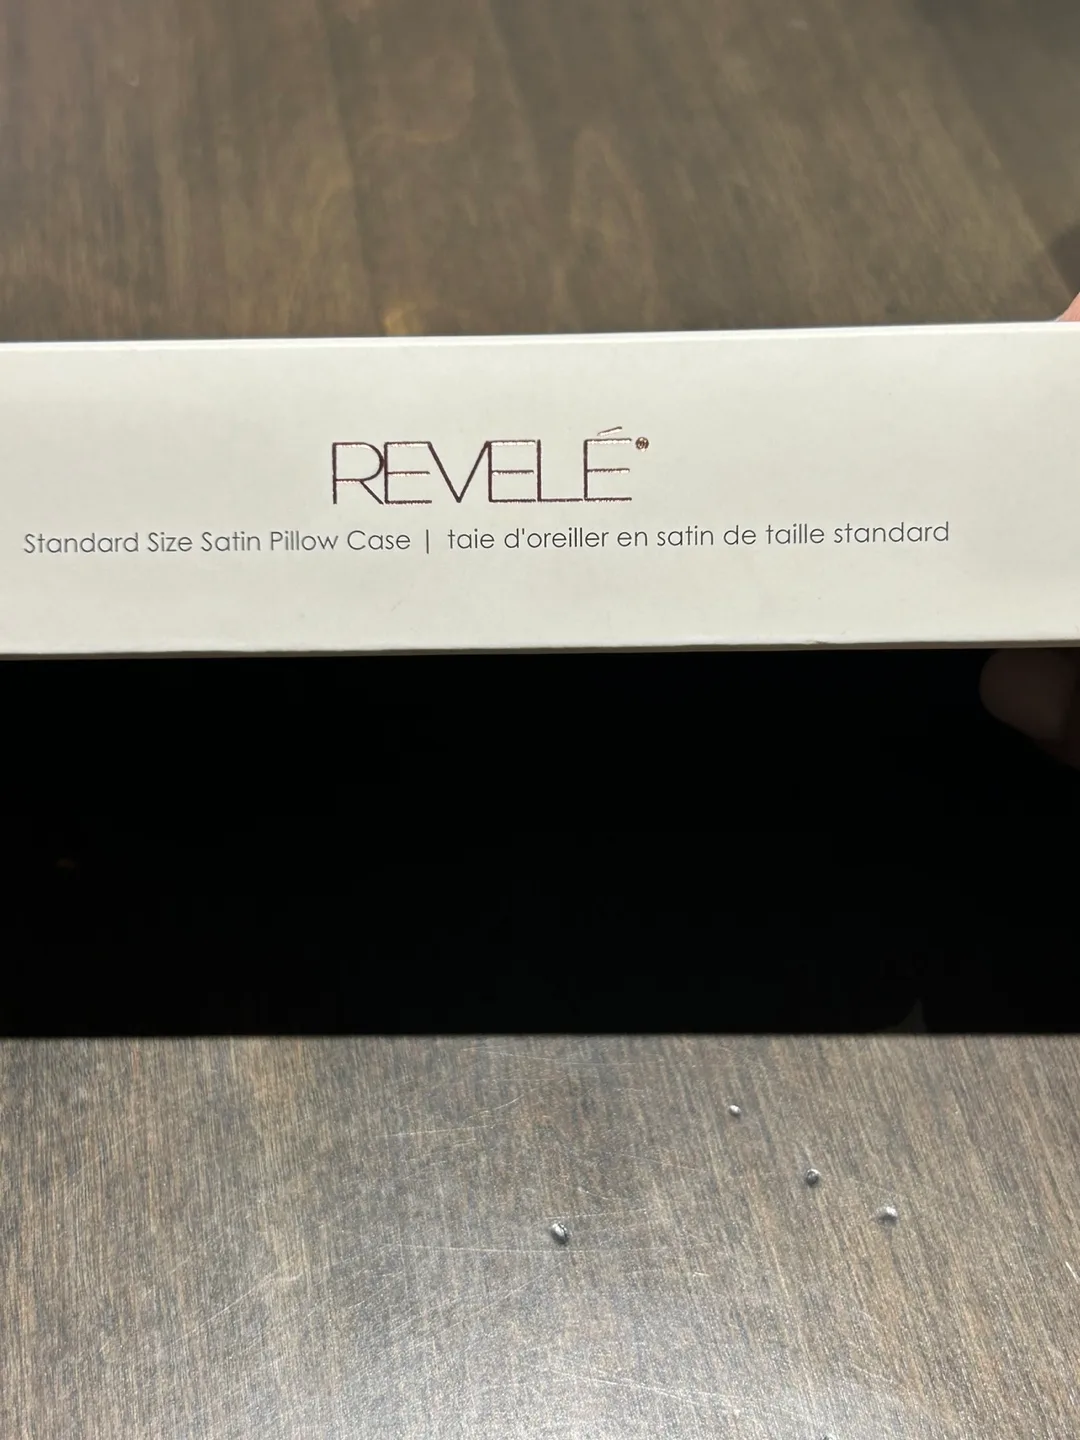 REVELÉ®
Standard Size Satin Pillow Case | taie d'oreiller en satin de taille standard